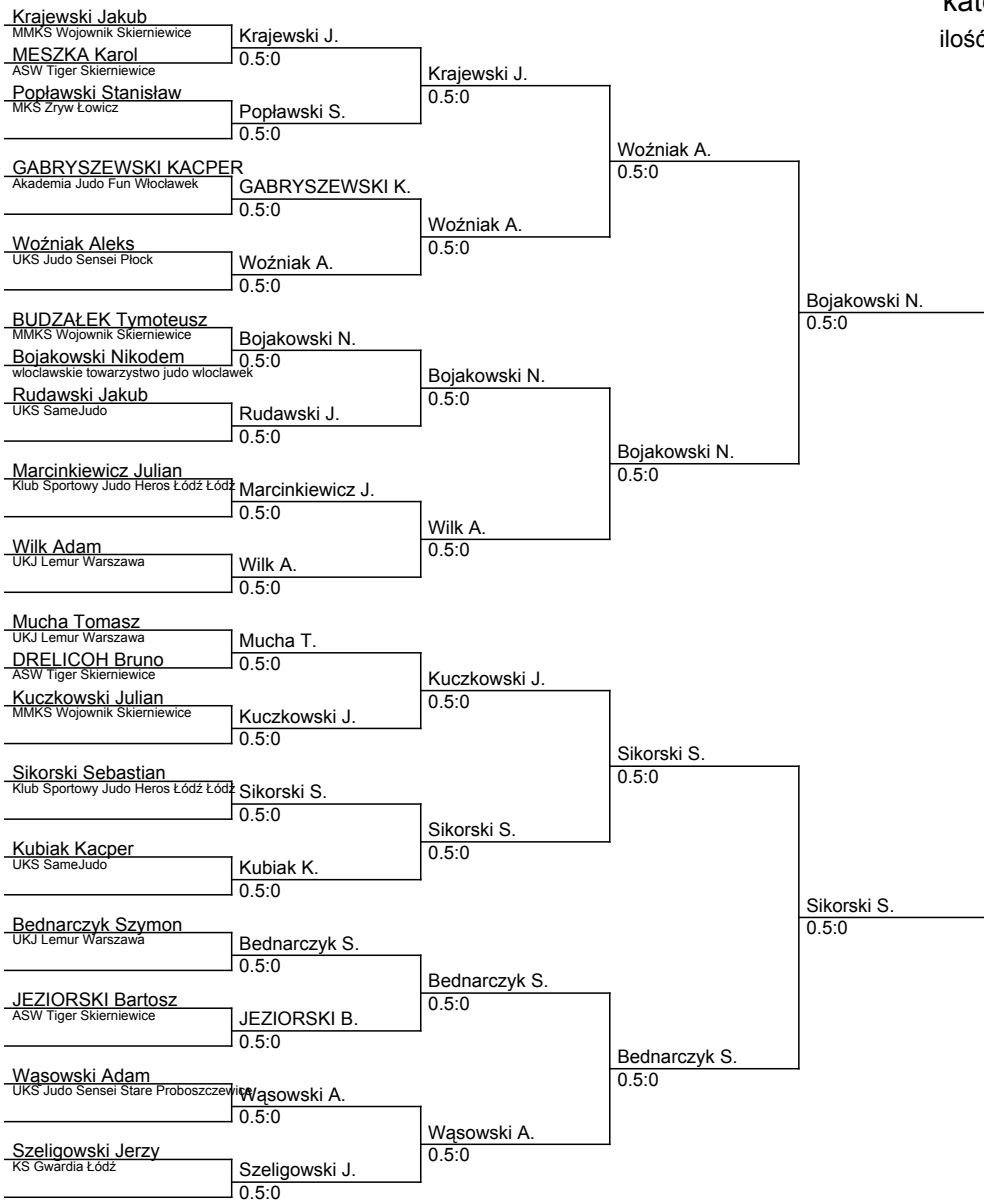 kate
ilość
Krajewski Jakub
MMKS Wojownik Skierniewice
MESZKA Karol
ASW Tiger Skierniewice
Popławski Stanisław
MKS Zryw Łowicz
GABRYSZEWSKI KACPER
Akademia Judo Fun Włocławek
Woźniak Aleks
UKS Judo Sensei Płock
BUDZAŁEK Tymoteusz
MMKS Wojownik Skierniewice
Bojakowski Nikodem
wloclawskie towarzystwo judo wloclawek
Rudawski Jakub
UKS SameJudo
Marcinkiewicz Julian
Klub Sportowy Judo Heros Łódź Łódź
Wilk Adam
UKJ Lemur Warszawa
Mucha Tomasz
UKJ Lemur Warszawa
DRELICOH Bruno
ASW Tiger Skierniewice
Kuczkowski Julian
MMKS Wojownik Skierniewice
Sikorski Sebastian
Klub Sportowy Judo Heros Łódź Łódź
Kubiak Kacper
UKS SameJudo
Bednarczyk Szymon
UKJ Lemur Warszawa
JEZIORSKI Bartosz
ASW Tiger Skierniewice
Wąsowski Adam
UKS Judo Sensei Stare Proboszczewice
Szeligowski Jerzy
KS Gwardia Łódź
Krajewski J.
0.5:0
Popławski S.
0.5:0
GABRYSZEWSKI K.
0.5:0
Woźniak A.
0.5:0
Bojakowski N.
0.5:0
Rudawski J.
0.5:0
Marcinkiewicz J.
0.5:0
Wilk A.
0.5:0
Mucha T.
0.5:0
Kuczkowski J.
0.5:0
Sikorski S.
0.5:0
Kubiak K.
0.5:0
Bednarczyk S.
0.5:0
JEZIORSKI B.
0.5:0
Wąsowski A.
0.5:0
Szeligowski J.
0.5:0
Krajewski J.
0.5:0
Woźniak A.
0.5:0
Bojakowski N.
0.5:0
Wilk A.
0.5:0
Kuczkowski J.
0.5:0
Sikorski S.
0.5:0
Bednarczyk S.
0.5:0
Wąsowski A.
0.5:0
Woźniak A.
0.5:0
Bojakowski N.
0.5:0
Sikorski S.
0.5:0
Bednarczyk S.
0.5:0
Bojakowski N.
0.5:0
Sikorski S.
0.5:0